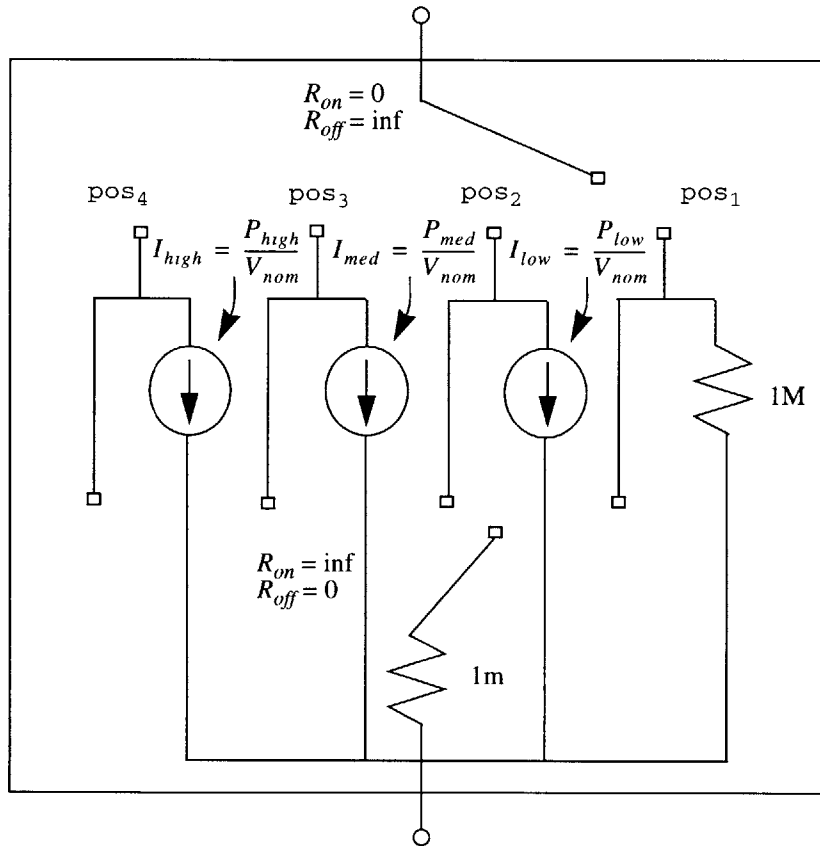 R_on = 0
R_off = inf
pos_4 pos_3 pos_2 pos_1
I_high = P_high / V_nom I_med = P_med / V_nom I_low = P_low / V_nom
1M
R_on = inf
R_off = 0
1m